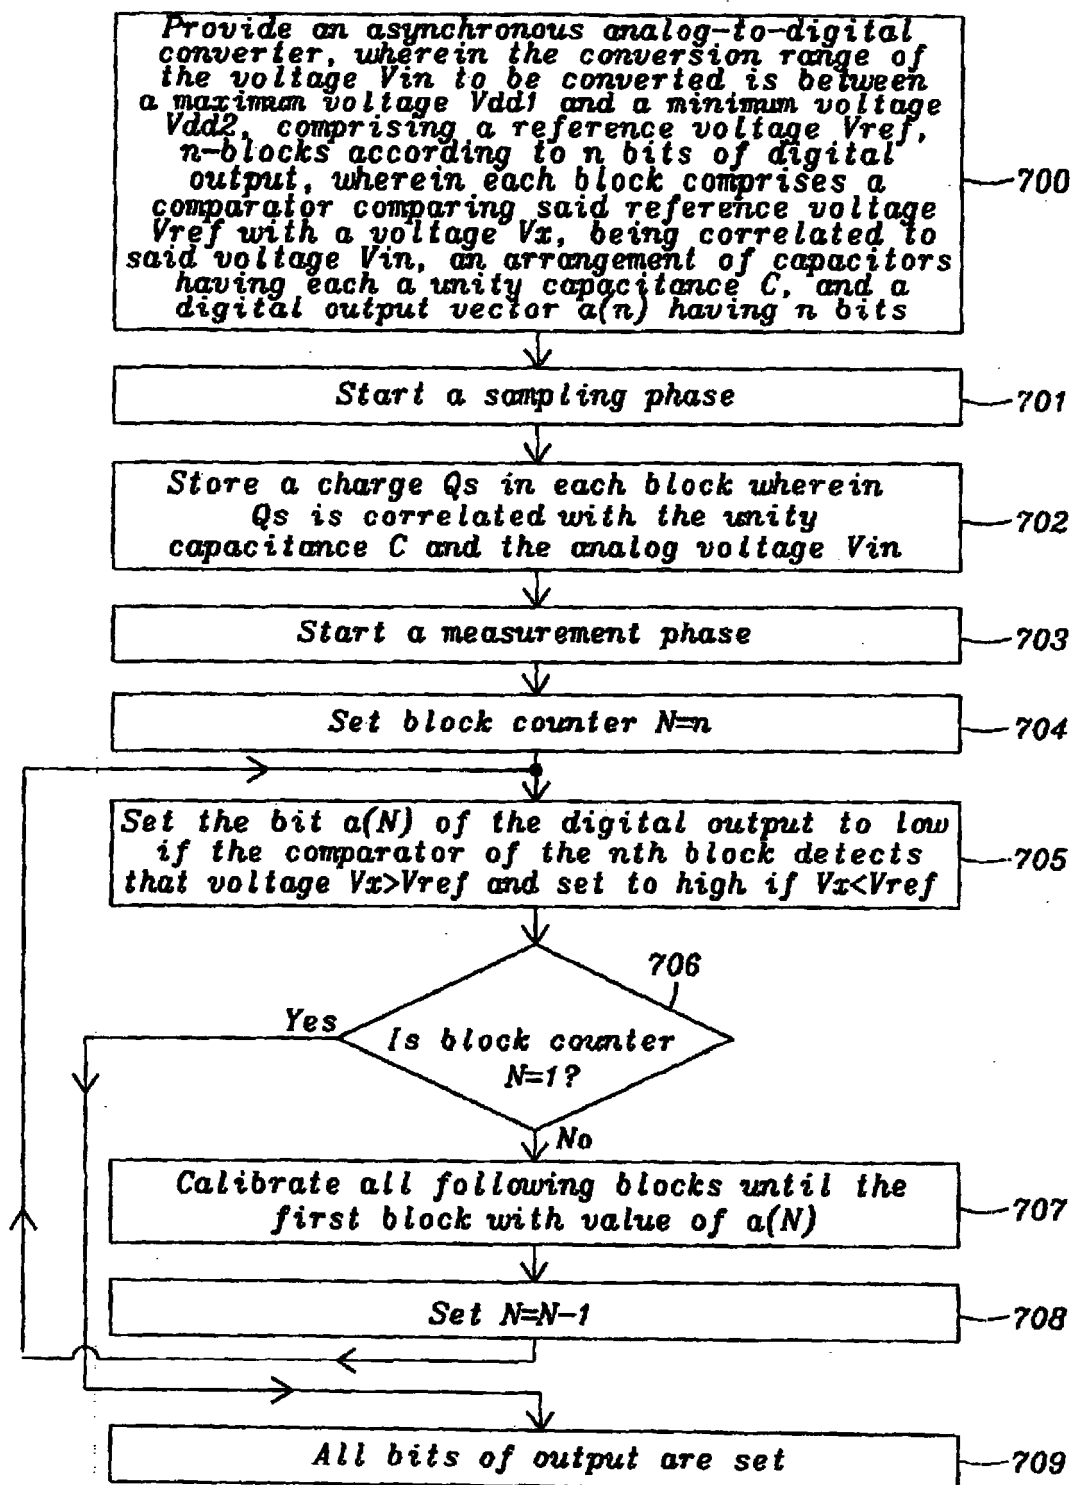 Provide an asynchronous analog-to-digital
converter, wherein the conversion range of
the voltage Vin to be converted is between
a maximum voltage Vdd1 and a minimum voltage
Vdd2, comprising a reference voltage Vref,
n-blocks according to n bits of digital
output, wherein each block comprises a
comparator comparing said reference voltage
Vref with a voltage Vx, being correlated to
said voltage Vin, an arrangement of capacitors
having each a unity capacitance C, and a
digital output vector a(n) having n bits
700
Start a sampling phase
701
Store a charge Qs in each block wherein
Qs is correlated with the unity
capacitance C and the analog voltage Vin
702
Start a measurement phase
703
Set block counter N=n
704
Set the bit a(N) of the digital output to low
if the comparator of the nth block detects
that voltage Vx>Vref and set to high if Vx<Vref
705
706
Yes
Is block counter
N=1?
No
Calibrate all following blocks until the
first block with value of a(N)
707
Set N=N-1
708
All bits of output are set
709